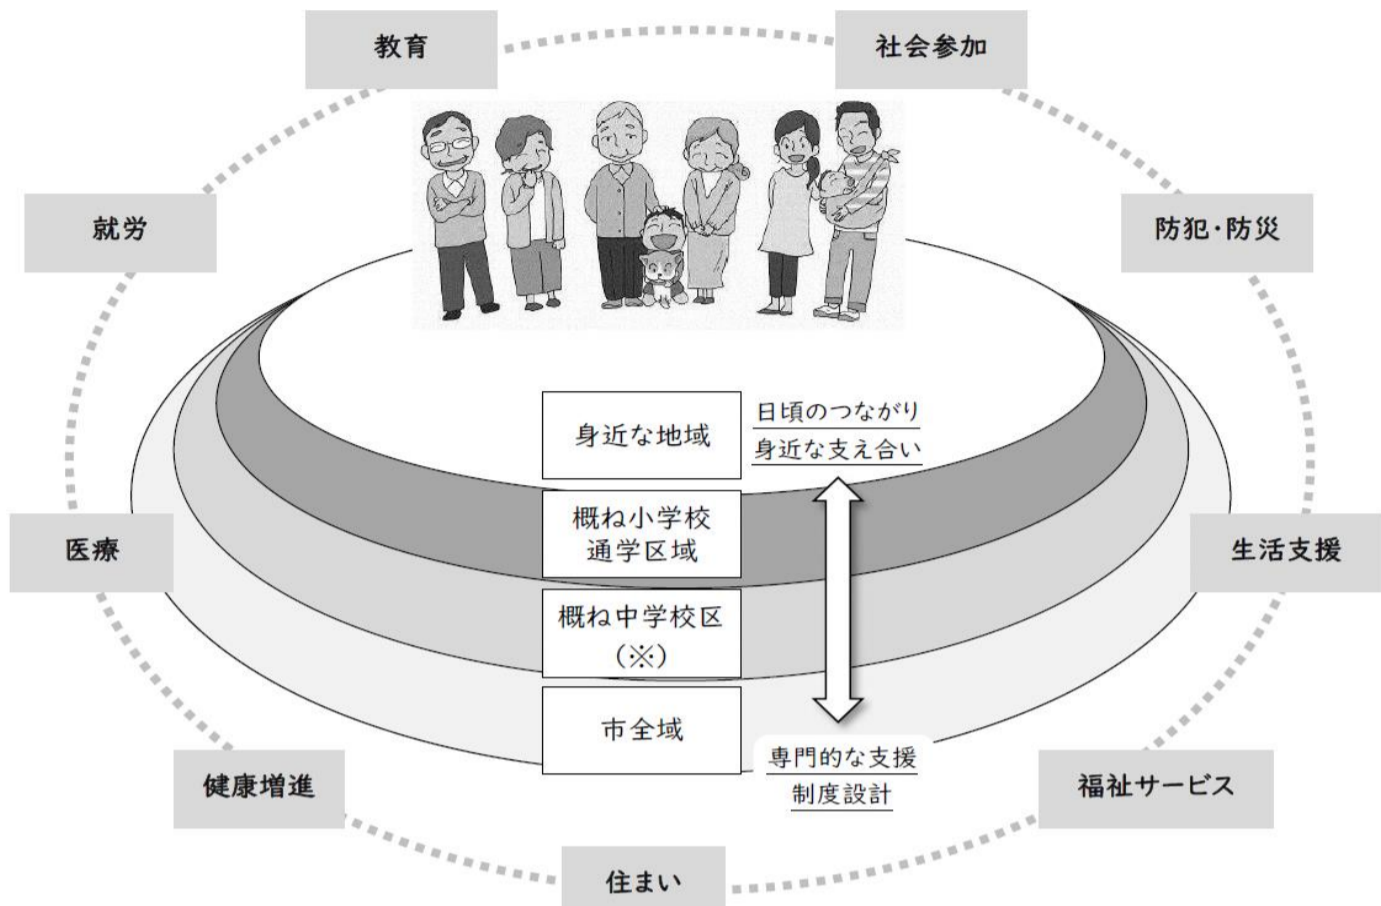 教育
社会参加
就労
防犯・防災
身近な地域
日頃のつながり
身近な支え合い
概ね小学校
通学区域
医療
生活支援
概ね中学校区
(※)
市全域
専門的な支援
制度設計
健康増進
福祉サービス
住まい